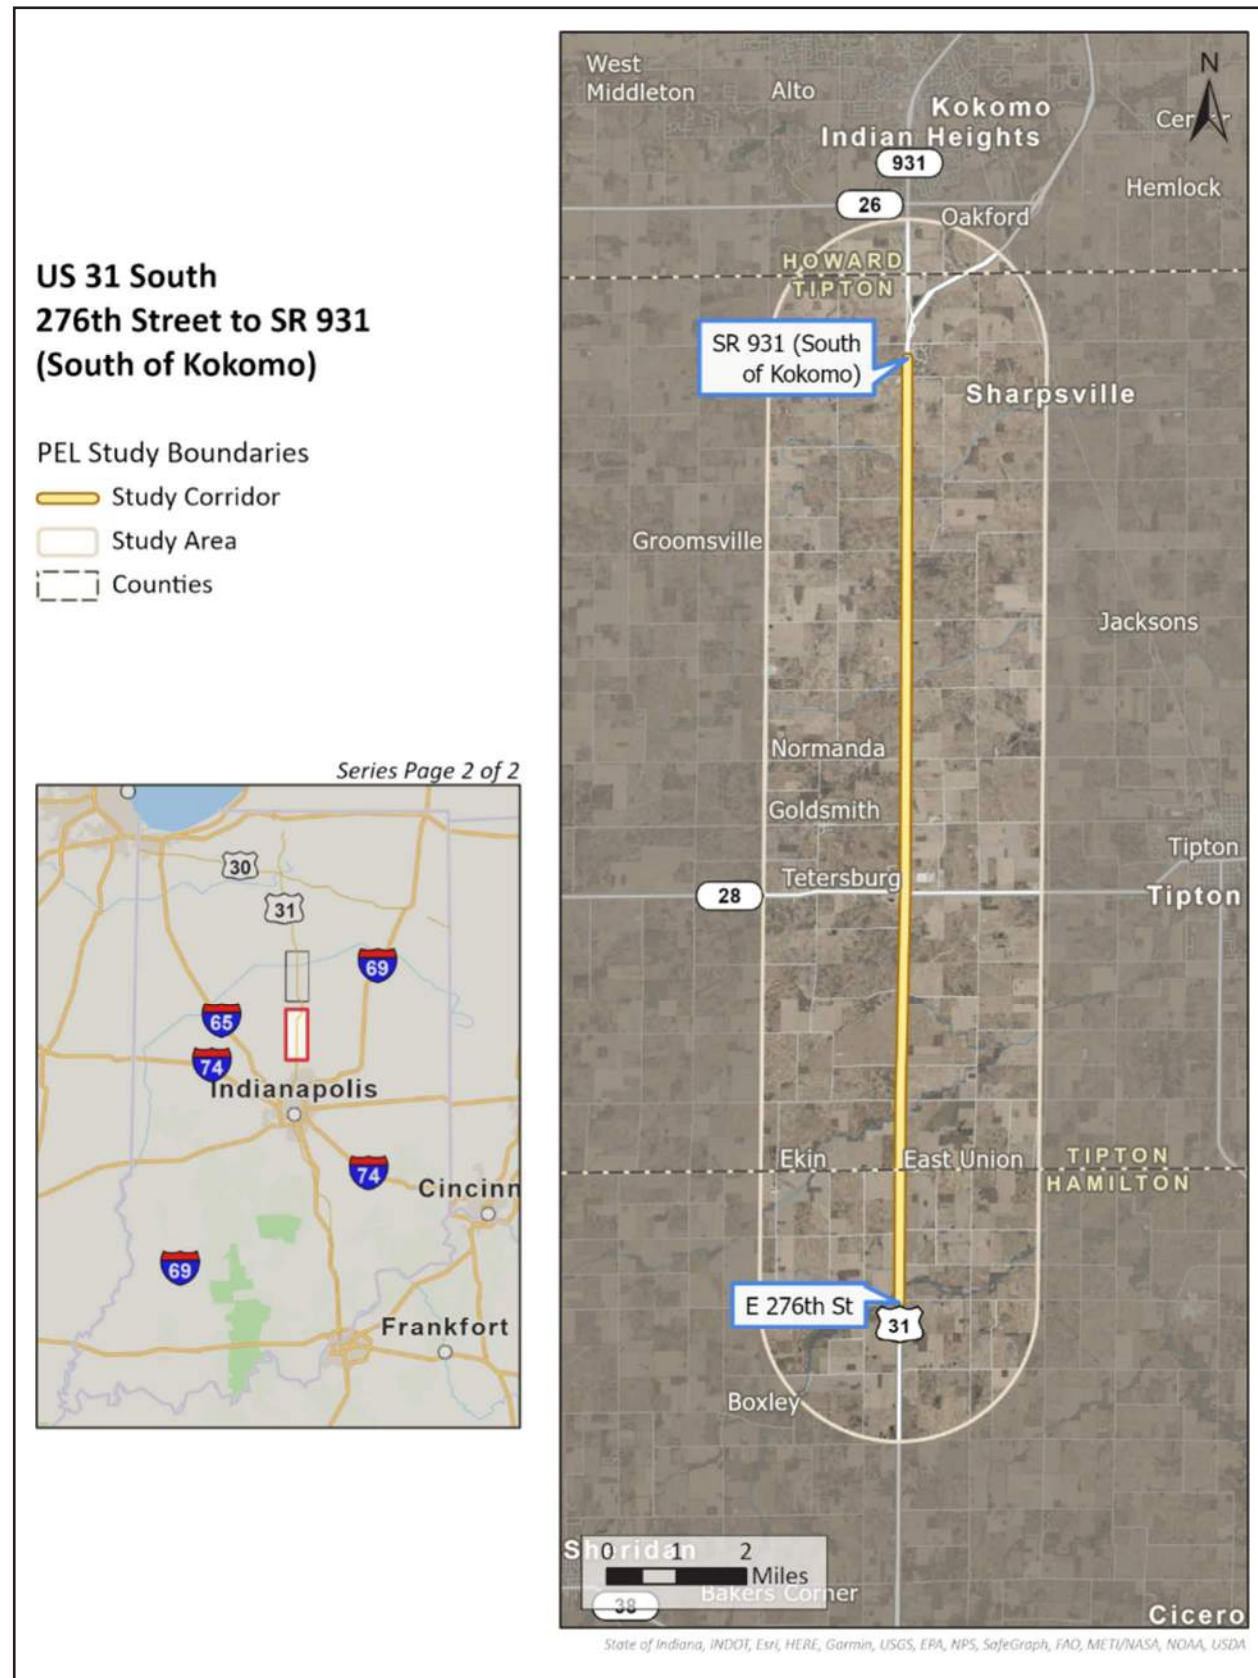 US 31 South
276th Street to SR 931
(South of Kokomo)
PEL Study Boundaries
Study Corridor
Study Area
Counties
Series Page 2 of 2
30
31
69
65
74
Indianapolis
74
Cincinn
69
Frankfort
West
Middleton
Alto
Kokomo
Indian Heights
N
Center
931
26
Hemlock
Oakford
HOWARD
TIPTON
SR 931 (South
of Kokomo)
Sharpsville
Groomsville
Jacksons
Normanda
Goldsmith
Tipton
Tetersburg
28
Tipton
Ekin
East Union
TIPTON
HAMILTON
E 276th St
31
Boxley
Sheridan
0 1 2
Miles
Bakers Corner
38
Cicero
State of Indiana, INDOT, Esri, HERE, Garmin, USGS, EPA, NPS, SafeGraph, FAO, METI/NASA, NOAA, USDA